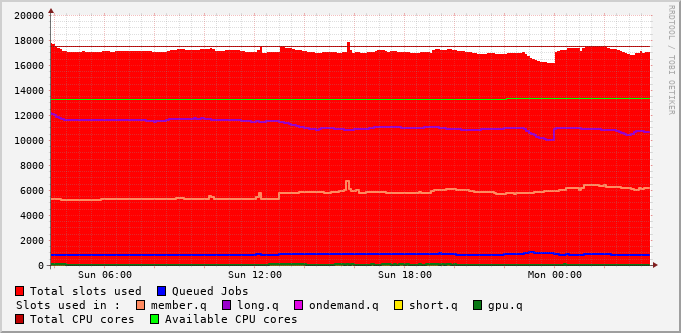 20000
18000
16000
14000
12000
10000
8000
6000
4000
2000
0
Sun 06:00 Sun 12:00 Sun 18:00 Mon 00:00
Total slots used Queued Jobs
Slots used in : member.q long.q ondemand.q short.q gpu.q
Total CPU cores Available CPU cores
RRDTOOL / TOBI OETIKER